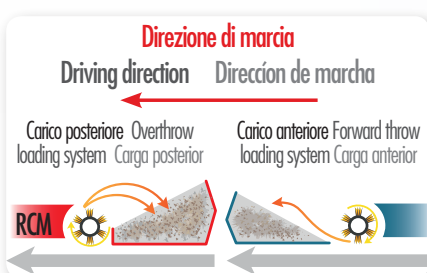 Direzione di marcia
Driving direction Direccíon de marcha
Carico posteriore Overthrow
loading system Carga posterior
Carico anteriore Forward throw
loading system Carga anterior
RCM